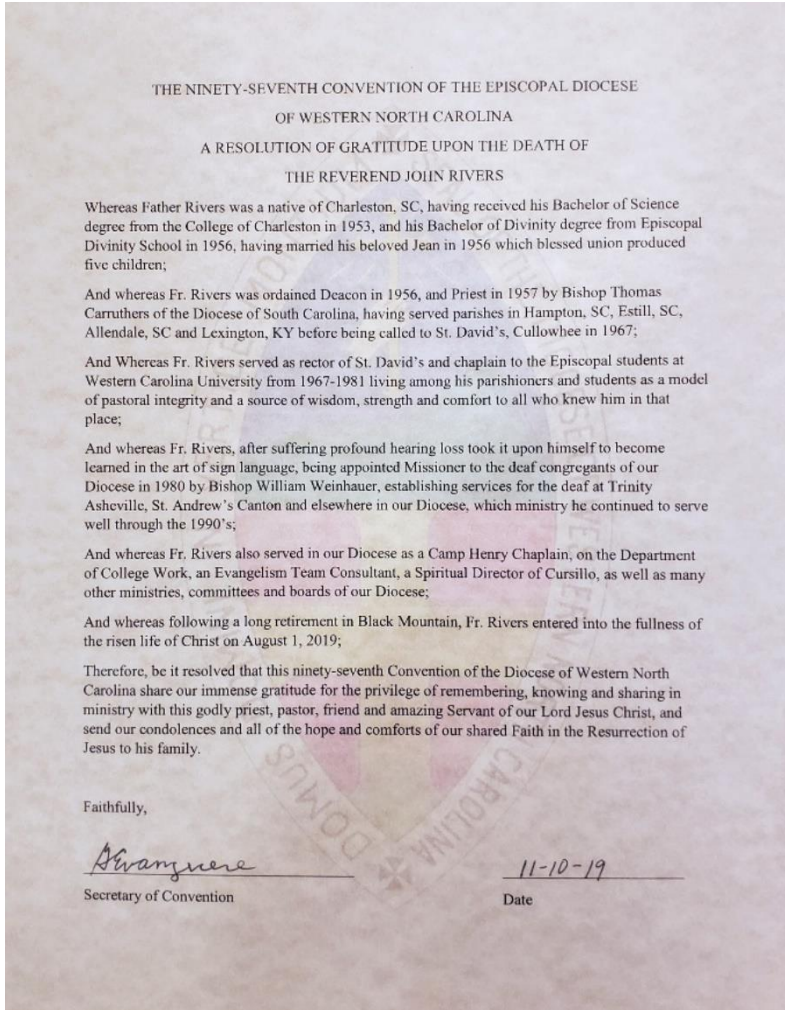 THE NINETY-SEVENTH CONVENTION OF THE EPISCOPAL DIOCESE
OF WESTERN NORTH CAROLINA
A RESOLUTION OF GRATITUDE UPON THE DEATH OF
THE REVEREND JOHN RIVERS
Whereas Father Rivers was a native of Charleston, SC, having received his Bachelor of Science
degree from the College of Charleston in 1953, and his Bachelor of Divinity degree from Episcopal
Divinity School in 1956, having married his beloved Jean in 1956 which blessed union produced
five children;
And whereas Fr. Rivers was ordained Deacon in 1956, and Priest in 1957 by Bishop Thomas
Carruthers of the Diocese of South Carolina, having served parishes in Hampton, SC, Estill, SC,
Allendale, SC and Lexington, KY before being called to St. David's, Cullowhee in 1967;
And Whereas Fr. Rivers served as rector of St. David's and chaplain to the Episcopal students at
Western Carolina University from 1967-1981 living among his parishioners and students as a model
of pastoral integrity and a source of wisdom, strength and comfort to all who knew him in that
place;
And whereas Fr. Rivers, after suffering profound hearing loss took it upon himself to become
learned in the art of sign language, being appointed Missioner to the deaf congregants of our
Diocese in 1980 by Bishop William Weinhauer, establishing services for the deaf at Trinity
Asheville, St. Andrew's Canton and elsewhere in our Diocese, which ministry he continued to serve
well through the 1990's;
And whereas Fr. Rivers also served in our Diocese as a Camp Henry Chaplain, on the Department
of College Work, an Evangelism Team Consultant, a Spiritual Director of Cursillo, as well as many
other ministries, committees and boards of our Diocese;
And whereas following a long retirement in Black Mountain, Fr. Rivers entered into the fullness of
the risen life of Christ on August 1, 2019;
Therefore, be it resolved that this ninety-seventh Convention of the Diocese of Western North
Carolina share our immense gratitude for the privilege of remembering, knowing and sharing in
ministry with this godly priest, pastor, friend and amazing Servant of our Lord Jesus Christ, and
send our condolences and all of the hope and comforts of our shared Faith in the Resurrection of
Jesus to his family.
Faithfully,
11-10-19
Secretary of Convention
Date
DOMUS
CAROLINA